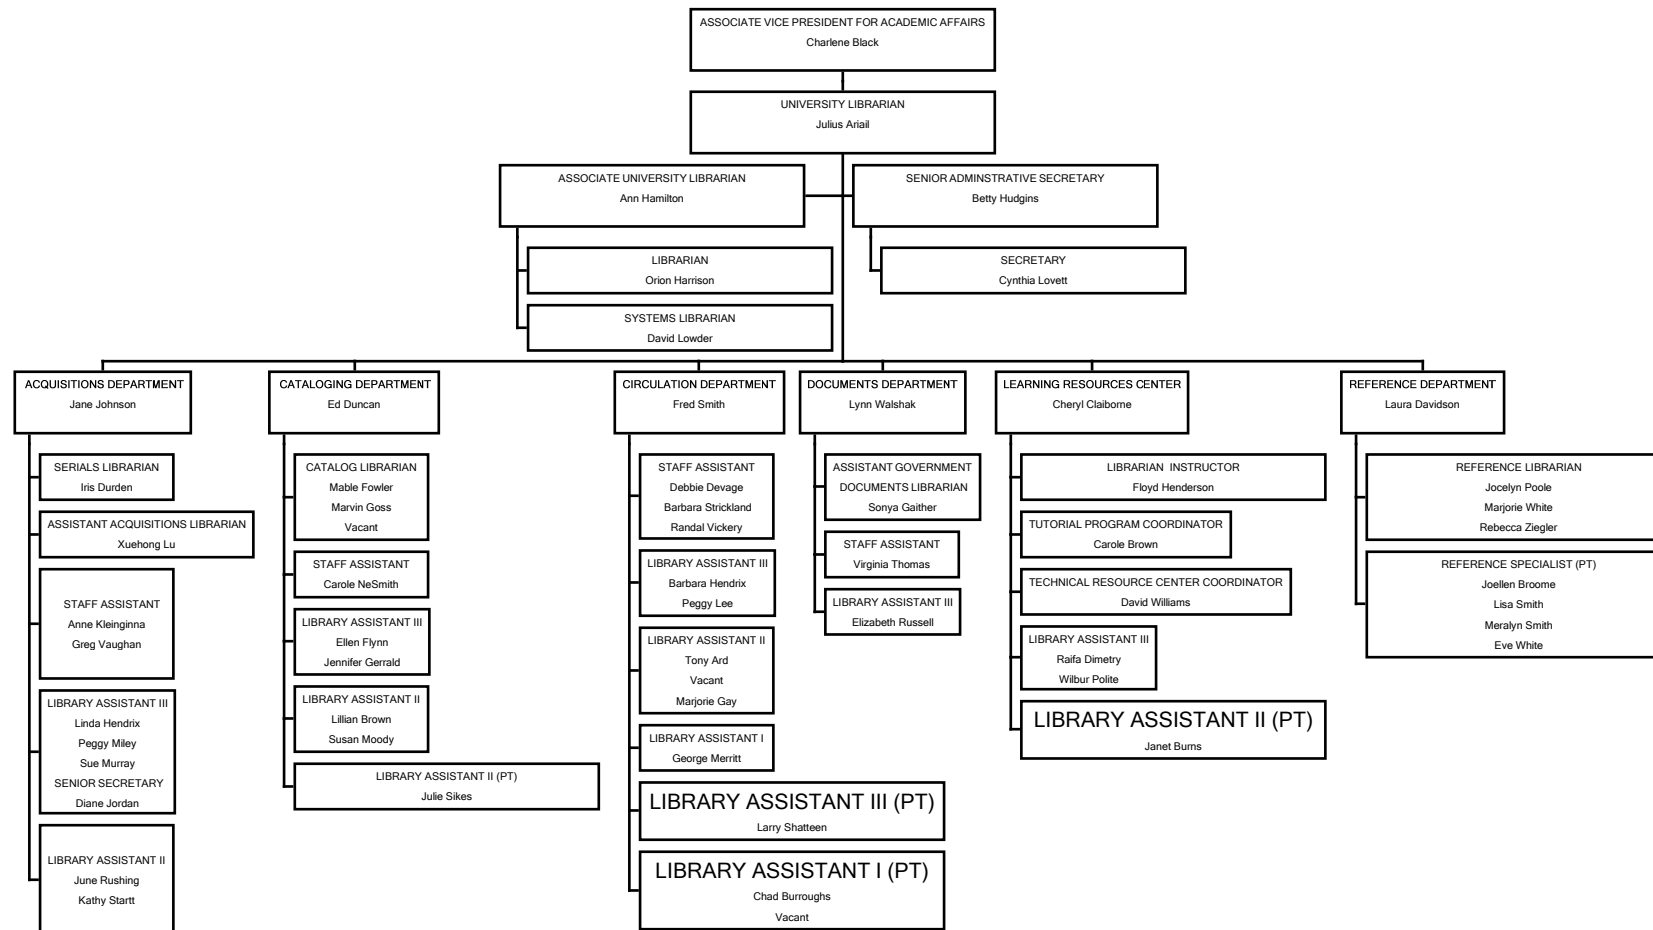 ASSOCIATE VICE PRESIDENT FOR ACADEMIC AFFAIRS
Charlene Black
UNIVERSITY LIBRARIAN
Julius Ariail
ASSOCIATE UNIVERSITY LIBRARIAN
Ann Hamilton
SENIOR ADMINSTRATIVE SECRETARY
Betty Hudgins
LIBRARIAN
Orion Harrison
SECRETARY
Cynthia Lovett
SYSTEMS LIBRARIAN
David Lowder
ACQUISITIONS DEPARTMENT
Jane Johnson
SERIALS LIBRARIAN
Iris Durden
ASSISTANT ACQUISITIONS LIBRARIAN
Xuehong Lu
STAFF ASSISTANT
Anne Kleinginna
Greg Vaughan
LIBRARY ASSISTANT III
Linda Hendrix
Peggy Miley
Sue Murray
SENIOR SECRETARY
Diane Jordan
LIBRARY ASSISTANT II
June Rushing
Kathy Startt
CATALOGING DEPARTMENT
Ed Duncan
CATALOG LIBRARIAN
Mable Fowler
Marvin Goss
Vacant
STAFF ASSISTANT
Carole NeSmith
LIBRARY ASSISTANT III
Ellen Flynn
Jennifer Gerrald
LIBRARY ASSISTANT II
Lillian Brown
Susan Moody
LIBRARY ASSISTANT II (PT)
Julie Sikes
CIRCULATION DEPARTMENT
Fred Smith
STAFF ASSISTANT
Debbie Devage
Barbara Strickland
Randal Vickery
LIBRARY ASSISTANT III
Barbara Hendrix
Peggy Lee
LIBRARY ASSISTANT II
Tony Ard
Vacant
Marjorie Gay
LIBRARY ASSISTANT I
George Merritt
LIBRARY ASSISTANT III (PT)
Larry Shatteen
LIBRARY ASSISTANT I (PT)
Chad Burroughs
Vacant
DOCUMENTS DEPARTMENT
Lynn Walshak
ASSISTANT GOVERNMENT
DOCUMENTS LIBRARIAN
Sonya Gaither
STAFF ASSISTANT
Virginia Thomas
LIBRARY ASSISTANT III
Elizabeth Russell
LEARNING RESOURCES CENTER
Cheryl Claiborne
LIBRARIAN INSTRUCTOR
Floyd Henderson
TUTORIAL PROGRAM COORDINATOR
Carole Brown
TECHNICAL RESOURCE CENTER COORDINATOR
David Williams
LIBRARY ASSISTANT III
Raifa Dimetry
Wilbur Polite
LIBRARY ASSISTANT II (PT)
Janet Burns
REFERENCE DEPARTMENT
Laura Davidson
REFERENCE LIBRARIAN
Jocelyn Poole
Marjorie White
Rebecca Ziegler
REFERENCE SPECIALIST (PT)
Joellen Broome
Lisa Smith
Meralyn Smith
Eve White